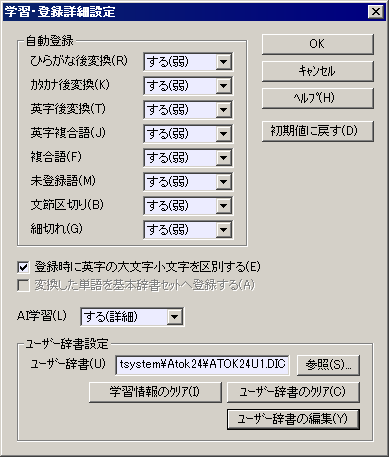 学習・登録詳細設定
自動登録
ひらがな後変換(R) する(弱)
ｶﾀｶﾅ後変換(K) する(弱)
英字後変換(T) する(弱)
英字複合語(J) する(弱)
複合語(F) する(弱)
未登録語(M) する(弱)
文節区切り(B) する(弱)
細切れ(G) する(弱)
OK
ｷｬﾝｾﾙ
ﾍﾙﾌﾟ(H)
初期値に戻す(D)
登録時に英字の大文字小文字を区別する(E)
変換した単語を基本辞書セットへ登録する(A)
AI学習(L) する(詳細)
ﾕｰｻﾞｰ辞書設定
ﾕｰｻﾞｰ辞書(U) tsystem¥Atok24¥ATOK24U1.DIC 参照(S)...
学習情報のｸﾘｱ(I) ﾕｰｻﾞｰ辞書のｸﾘｱ(C)
ﾕｰｻﾞｰ辞書の編集(Y)